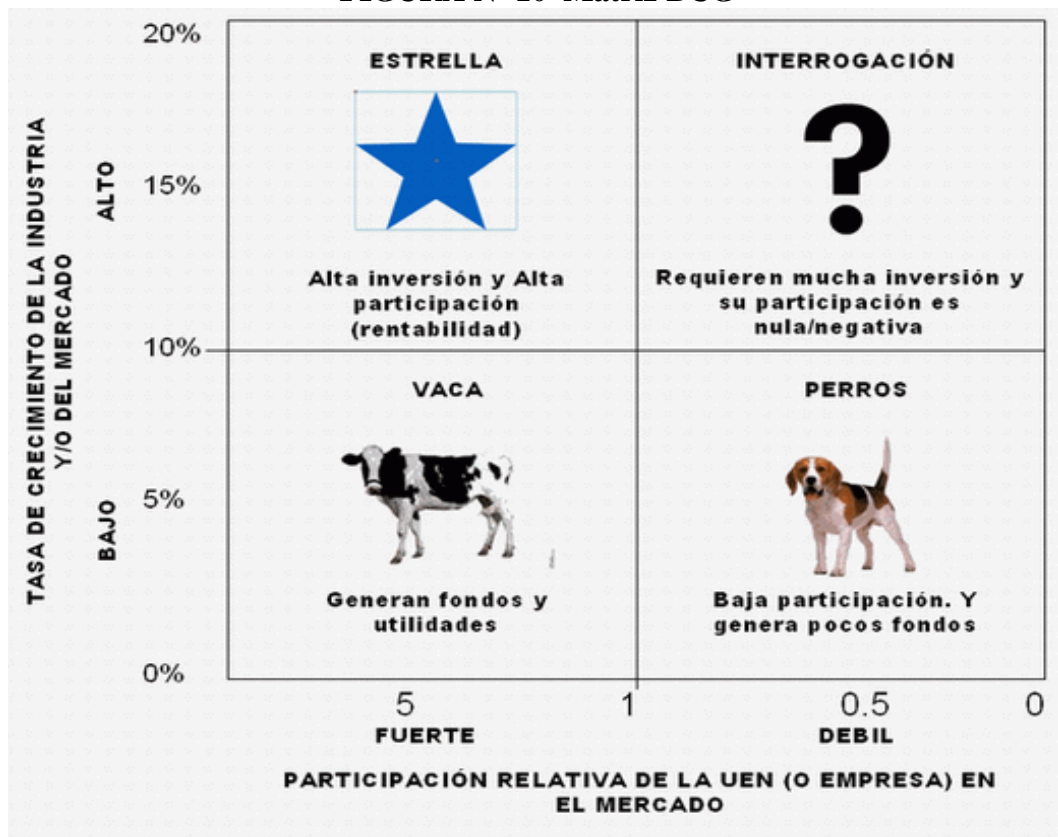 20%
ESTRELLA
INTERROGACIÓN
?
TASA DE CRECIMIENTO DE LA INDUSTRIA
Y/O DEL MERCADO
ALTO
15%
Alta inversión y Alta
participación
(rentabilidad)
Requieren mucha inversión y
su participación es
nula/negativa
10%
VACA
PERROS
BAJO
5%
Generan fondos y
utilidades
Baja participación. Y
genera pocos fondos
0%
5
1
0.5
0
FUERTE
DEBIL
PARTICIPACIÓN RELATIVA DE LA UEN (O EMPRESA) EN
EL MERCADO